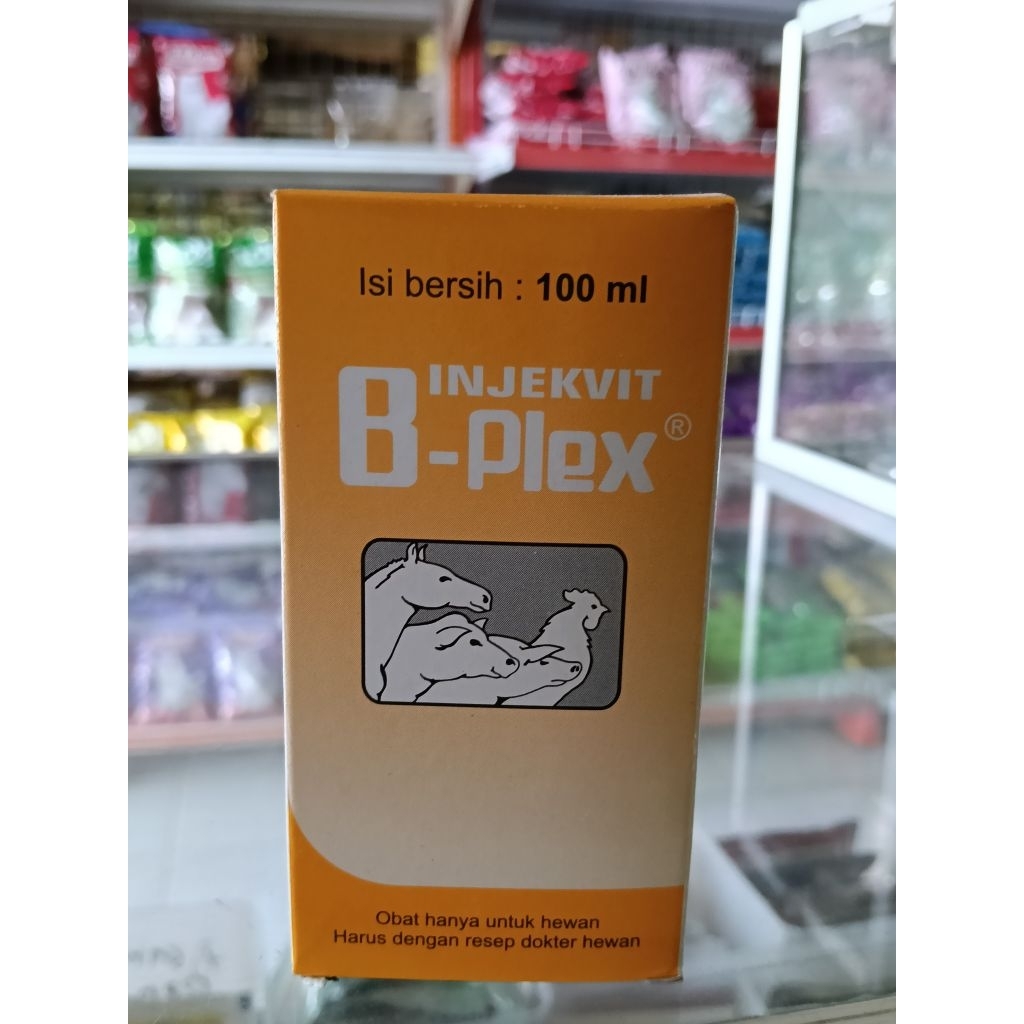 Isi bersih : 100 ml
INJEKVIT
B-Plex®
Obat hanya untuk hewan
Harus dengan resep dokter hewan